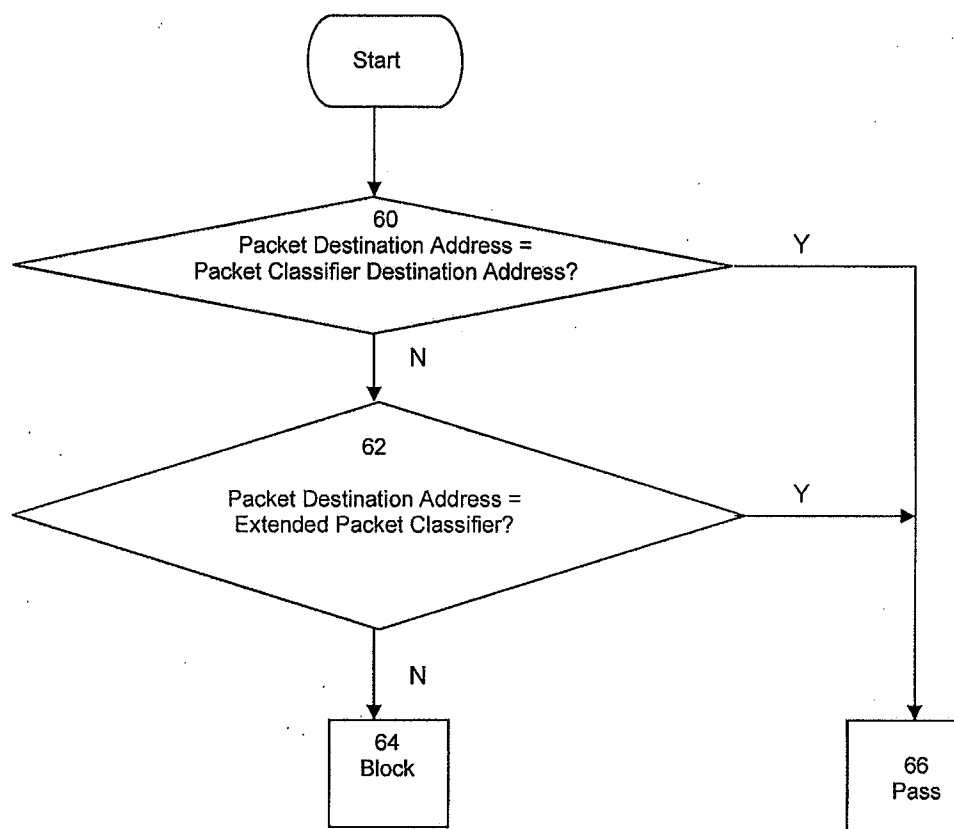 Start
60
Packet Destination Address =
Packet Classifier Destination Address?
Y
N
62
Packet Destination Address =
Extended Packet Classifier?
Y
N
64
Block
66
Pass